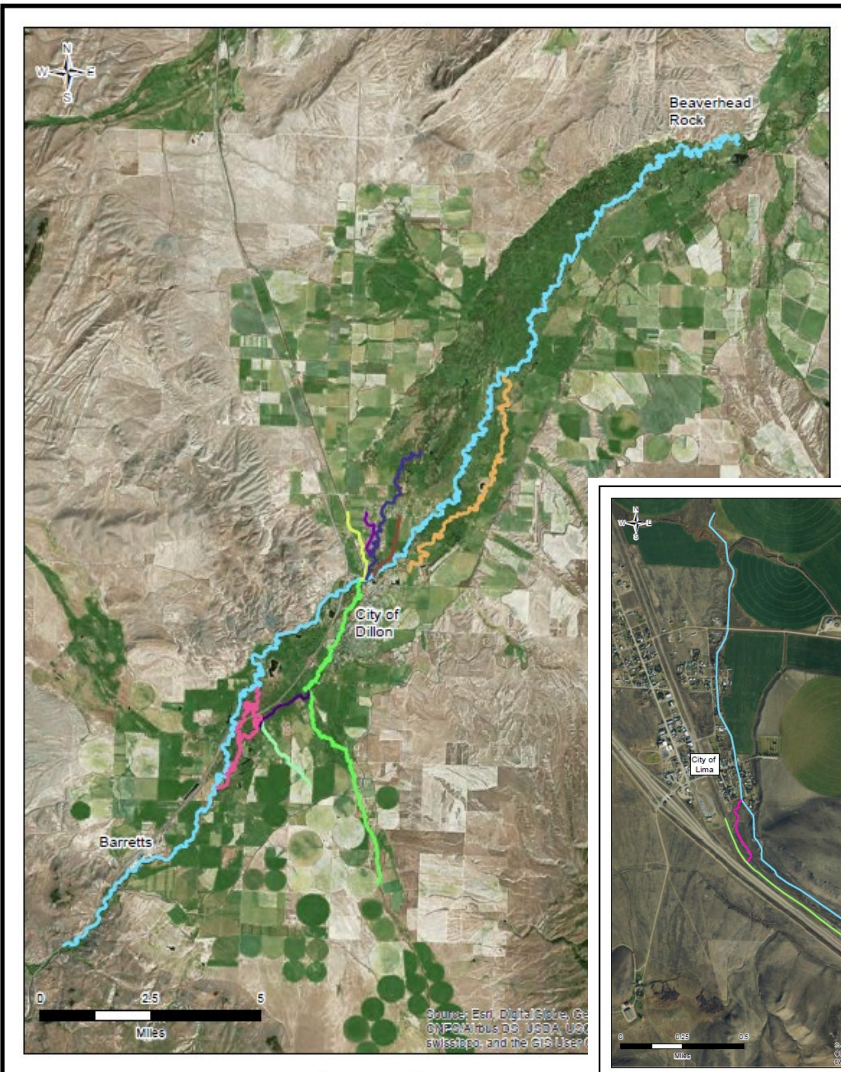 N
W E
S
Beaverhead
Rock
City of
Dillon
Barretts
0 2.5 5
Miles
Source: Esri, DigitalGlobe, Ge
CNES/Airbus DS, USDA, USG
swisstopo, and the GIS User
N
W E
S
City of
Lima
0 0.25 0.5
Miles